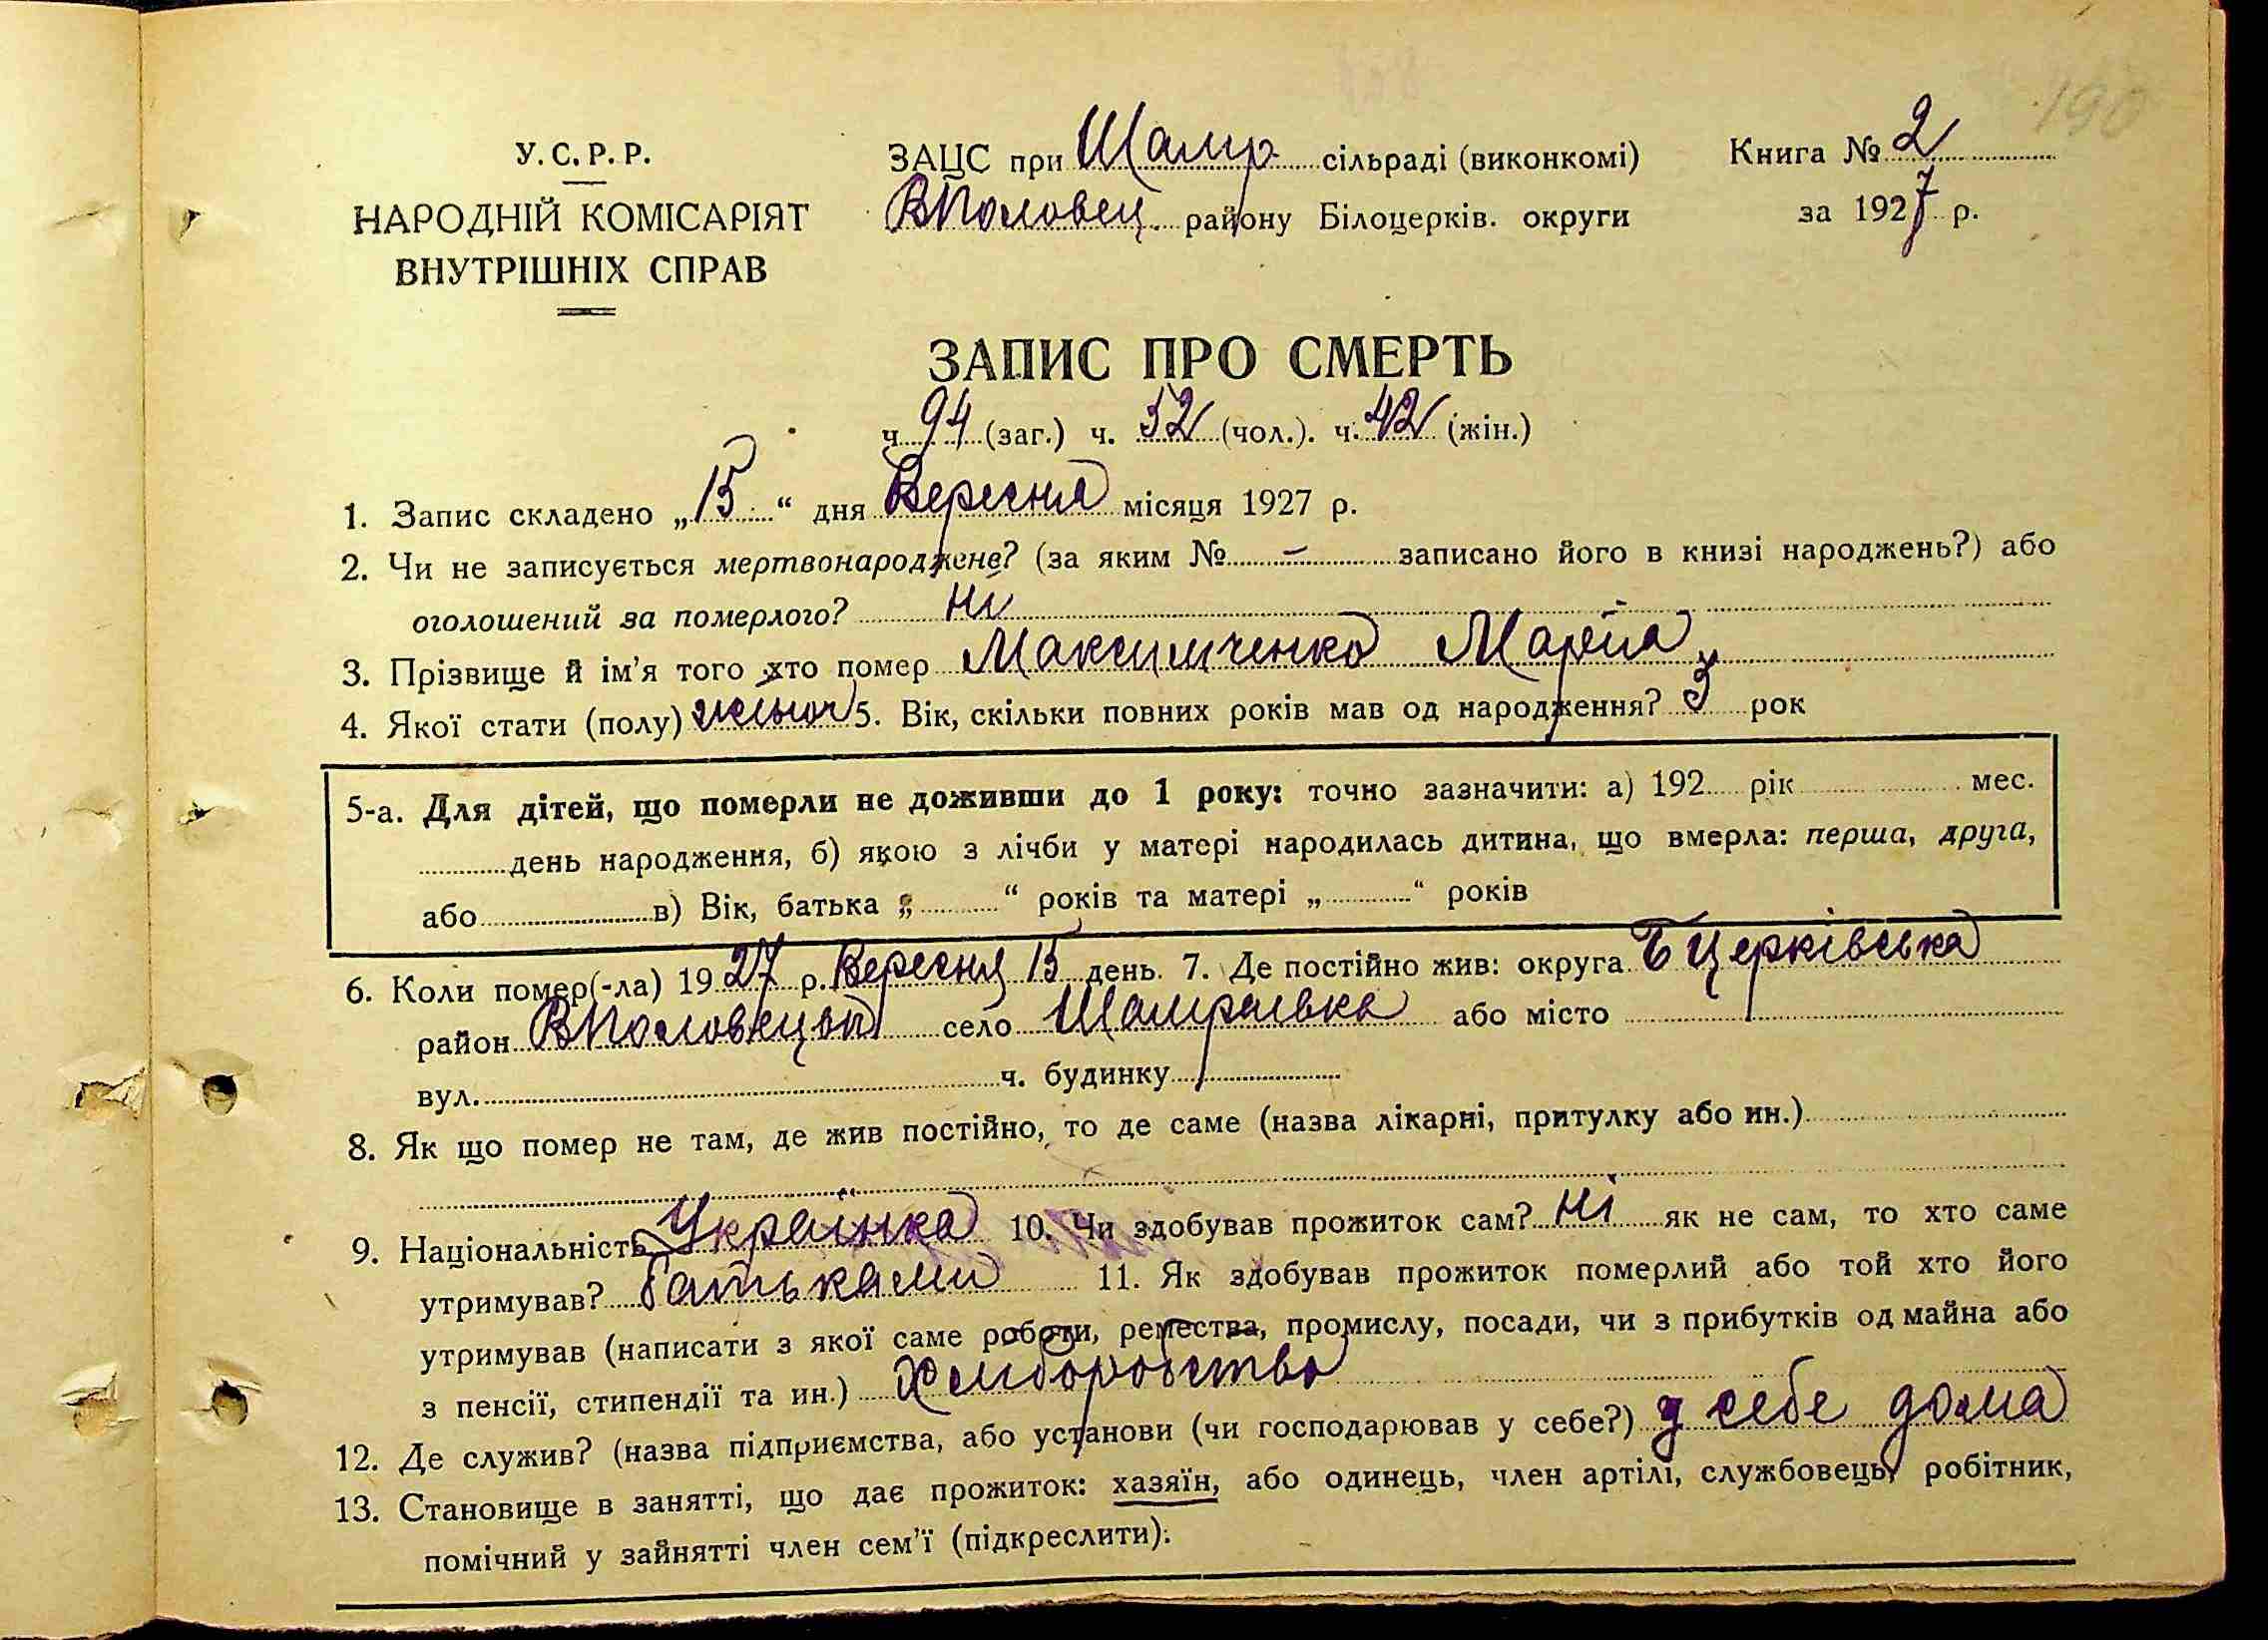 190
У.С.Р.Р.
НАРОДНІЙ КОМІСАРІЯТ
ВНУТРІШНІХ СПРАВ
ЗАЦС при Шамр. сільраді (виконкомі)
ВПоловец. району Білоцерків. округи
Книга № 2
за 1927 р.
ЗАПИС ПРО СМЕРТЬ
ч. 94 (заг.) ч. 52 (чол.). ч. 42 (жін.)
1. Запис складено „15“ дня Вересня місяця 1927 р.
2. Чи не записується мертвонароджене? (за яким № – записано його в книзі народжень?) або
оголошений за померлого? ні
3. Прізвище й ім’я того хто помер Максимченко Марія
4. Якої стати (полу) жіноч 5. Вік, скільки повних років мав од народження? 3 рок
5-а. Для дітей, що померли не доживши до 1 року: точно зазначити: а) 192 рік мес.
день народження, б) якою з лічби у матері народилась дитина, що вмерла: перша, друга,
або в) Вік, батька „ “ років та матері „ “ років
6. Коли помер(-ла) 1927 р. Вересня 15 день. 7. Де постійно жив: округа БЦерківська
район ВПоловецьк село Шамраївка або місто
вул. ч. будинку
8. Як що помер не там, де жив постійно, то де саме (назва лікарні, притулку або ин.)
9. Національність Українка 10. Чи здобував прожиток сам? ні як не сам, то хто саме
утримував? батьками 11. Як здобував прожиток померлий або той хто його
утримував (написати з якої саме роботи, ремества, промислу, посади, чи з прибутків од майна або
з пенсії, стипендії та ин.) Хліборобство
12. Де служив? (назва підприємства, або установи (чи господарював у себе?) у себе дома
13. Становище в занятті, що дає прожиток: хазяїн, або одинець, член артілі, службовець, робітник,
помічний у зайнятті член сем’ї (підкреслити).